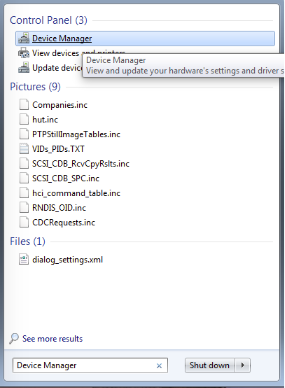 Control Panel (3)
Device Manager
View devices and printers
Device Manager
View and update your hardware's settings and driver s
Update device
Pictures (9)
Companies.inc
hut.inc
PTPStillImageTables.inc
VIDs_PIDs.TXT
SCSI_CDB_RcvCpyRslts.inc
SCSI_CDB_SPC.inc
hci_command_table.inc
RNDIS_OID.inc
CDCRequests.inc
Files (1)
dialog_settings.xml
See more results
Device Manager
Shut down